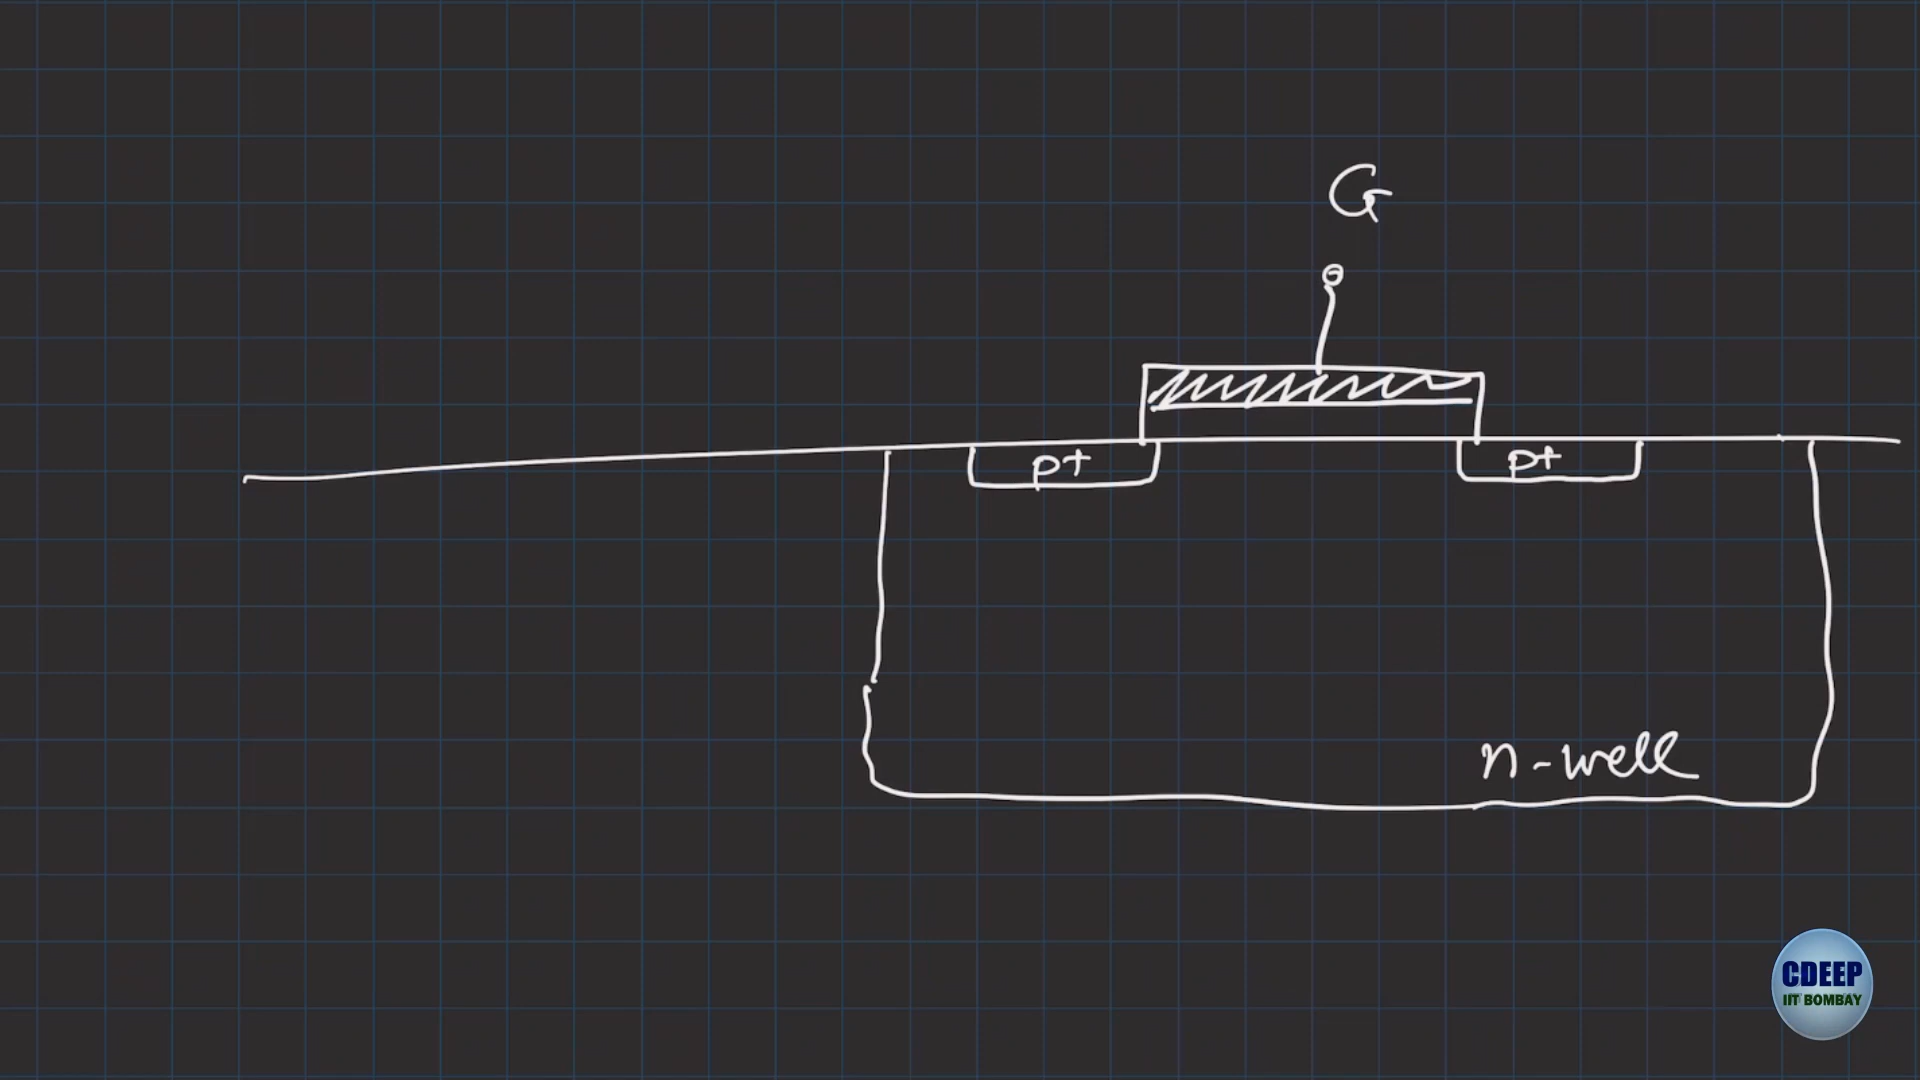 G
p+
p+
n-well
CDEEP
IIT BOMBAY